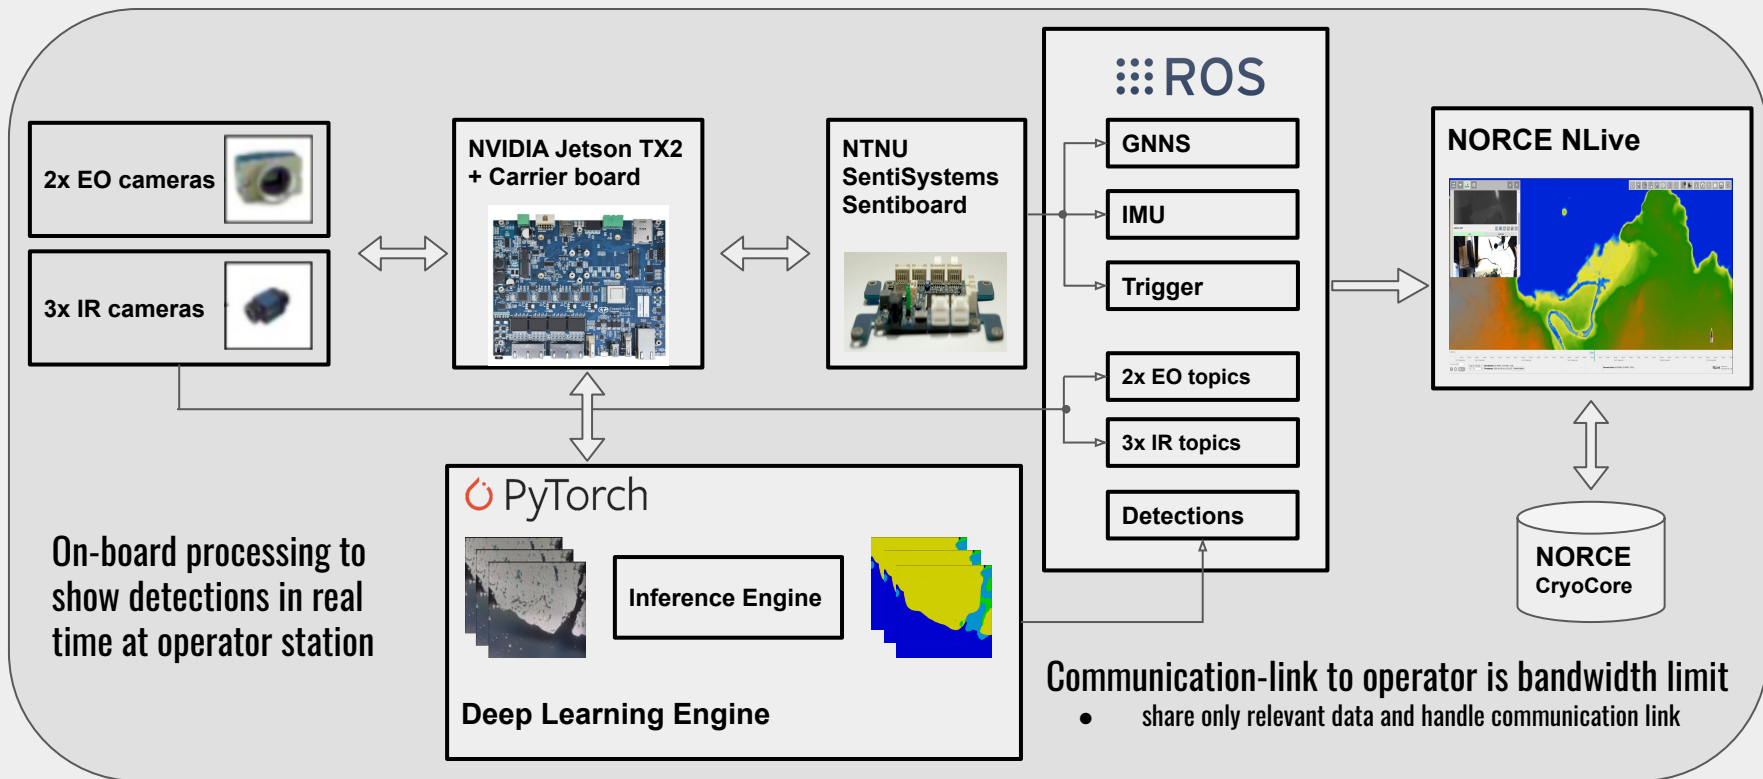 2x EO cameras
3x IR cameras
NVIDIA Jetson TX2
+ Carrier board
NTNU
SentiSystems
Sentiboard
ROS
GNNS
IMU
Trigger
2x EO topics
3x IR topics
Detections
NORCE NLive
NORCE
CryoCore
PyTorch
Inference Engine
Deep Learning Engine
On-board processing to
show detections in real
time at operator station
Communication-link to operator is bandwidth limit
● share only relevant data and handle communication link